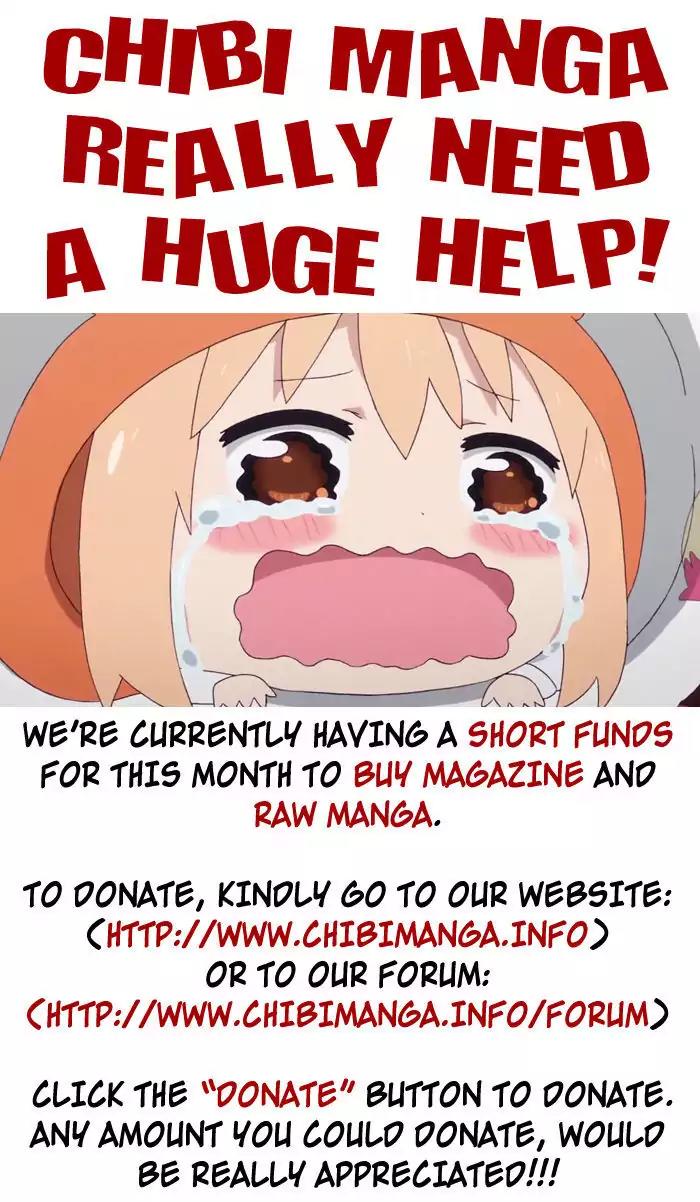 CHIBI MANGA
REALLY NEED
A HUGE HELP!
WE'RE CURRENTLY HAVING A SHORT FUNDS
FOR THIS MONTH TO BUY MAGAZINE AND
RAW MANGA.
TO DONATE, KINDLY GO TO OUR WEBSITE:
(HTTP://WWW.CHIBIMANGA.INFO)
OR TO OUR FORUM:
(HTTP://WWW.CHIBIMANGA.INFO/FORUM)
CLICK THE "DONATE" BUTTON TO DONATE.
ANY AMOUNT YOU COULD DONATE, WOULD
BE REALLY APPRECIATED!!!